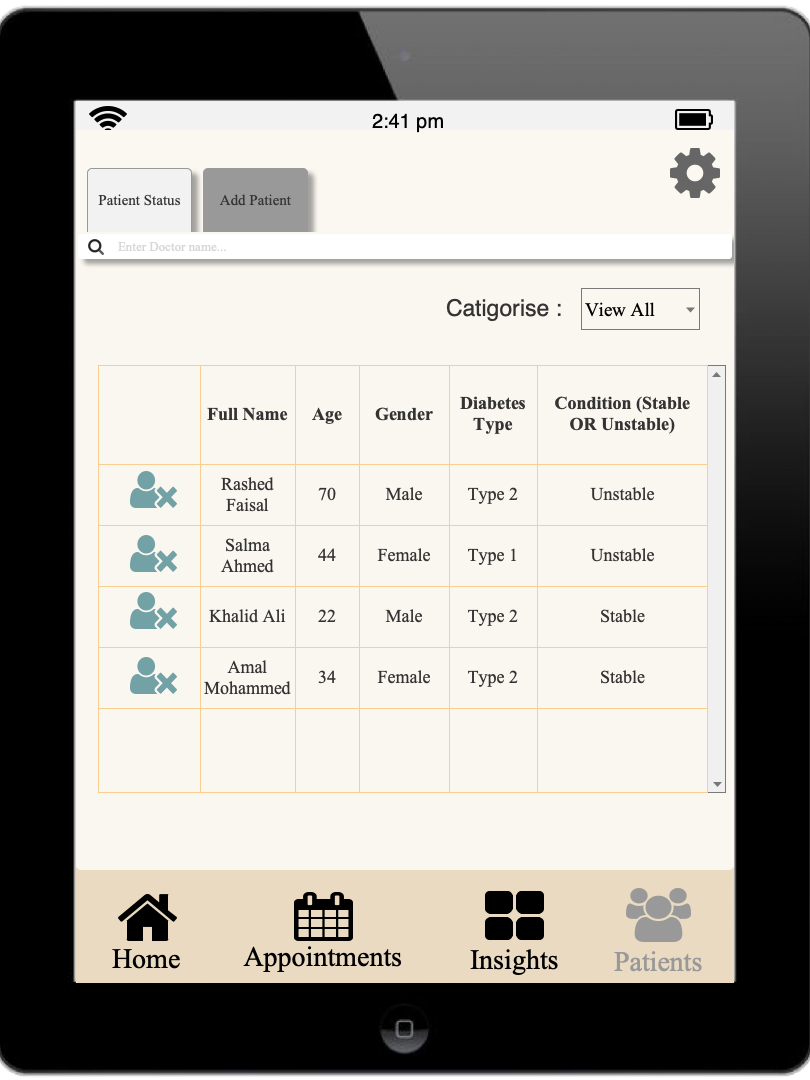 2:41 pm
Patient Status
Add Patient
Enter Doctor name...
Catigorise :
View All
Full Name Age Gender Diabetes Type Condition (Stable OR Unstable)
Rashed Faisal 70 Male Type 2 Unstable
Salma Ahmed 44 Female Type 1 Unstable
Khalid Ali 22 Male Type 2 Stable
Amal Mohammed 34 Female Type 2 Stable
Home
Appointments
Insights
Patients